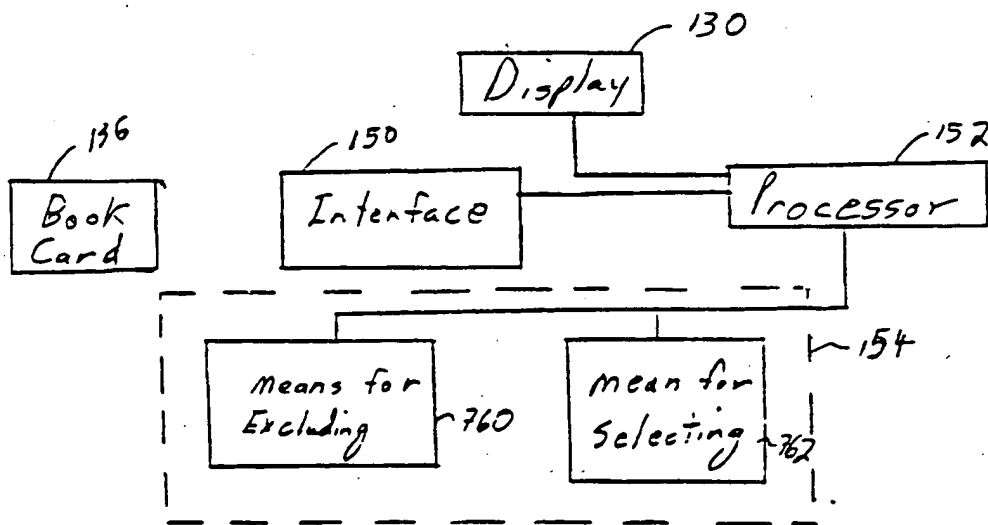 130
Display
136
150
152
Book
Card
Interface
Processor
154
means for
Excluding
760
mean for
Selecting
762